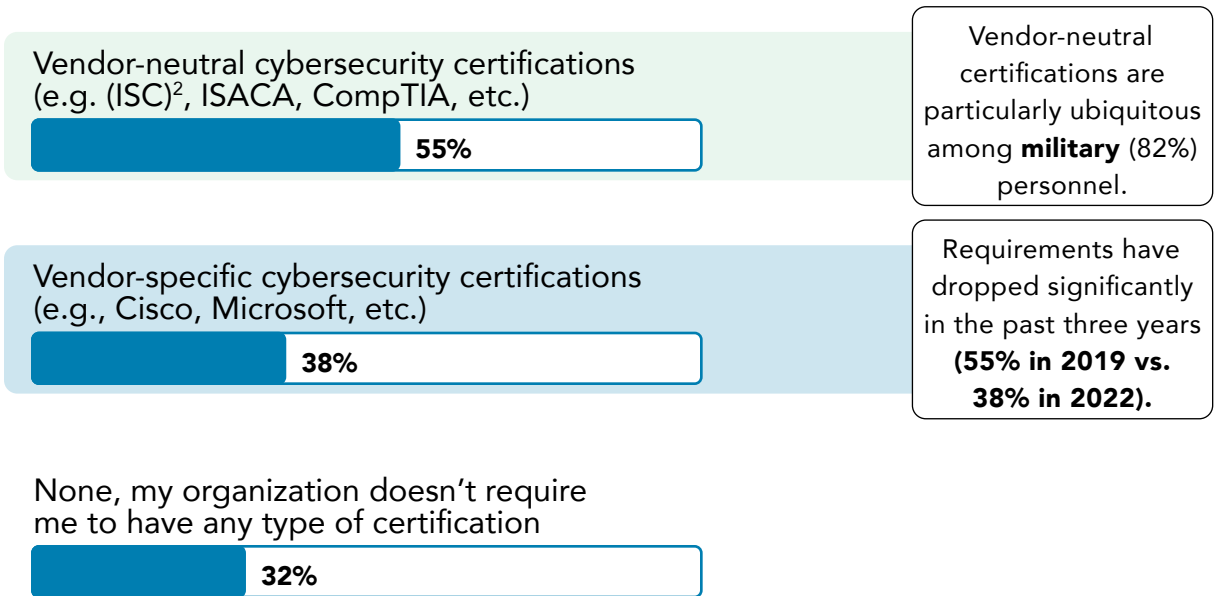 Vendor-neutral cybersecurity certifications
(e.g. (ISC)², ISACA, CompTIA, etc.)
55%
Vendor-neutral
certifications are
particularly ubiquitous
among military (82%)
personnel.
Vendor-specific cybersecurity certifications
(e.g., Cisco, Microsoft, etc.)
38%
Requirements have
dropped significantly
in the past three years
(55% in 2019 vs.
38% in 2022).
None, my organization doesn’t require
me to have any type of certification
32%